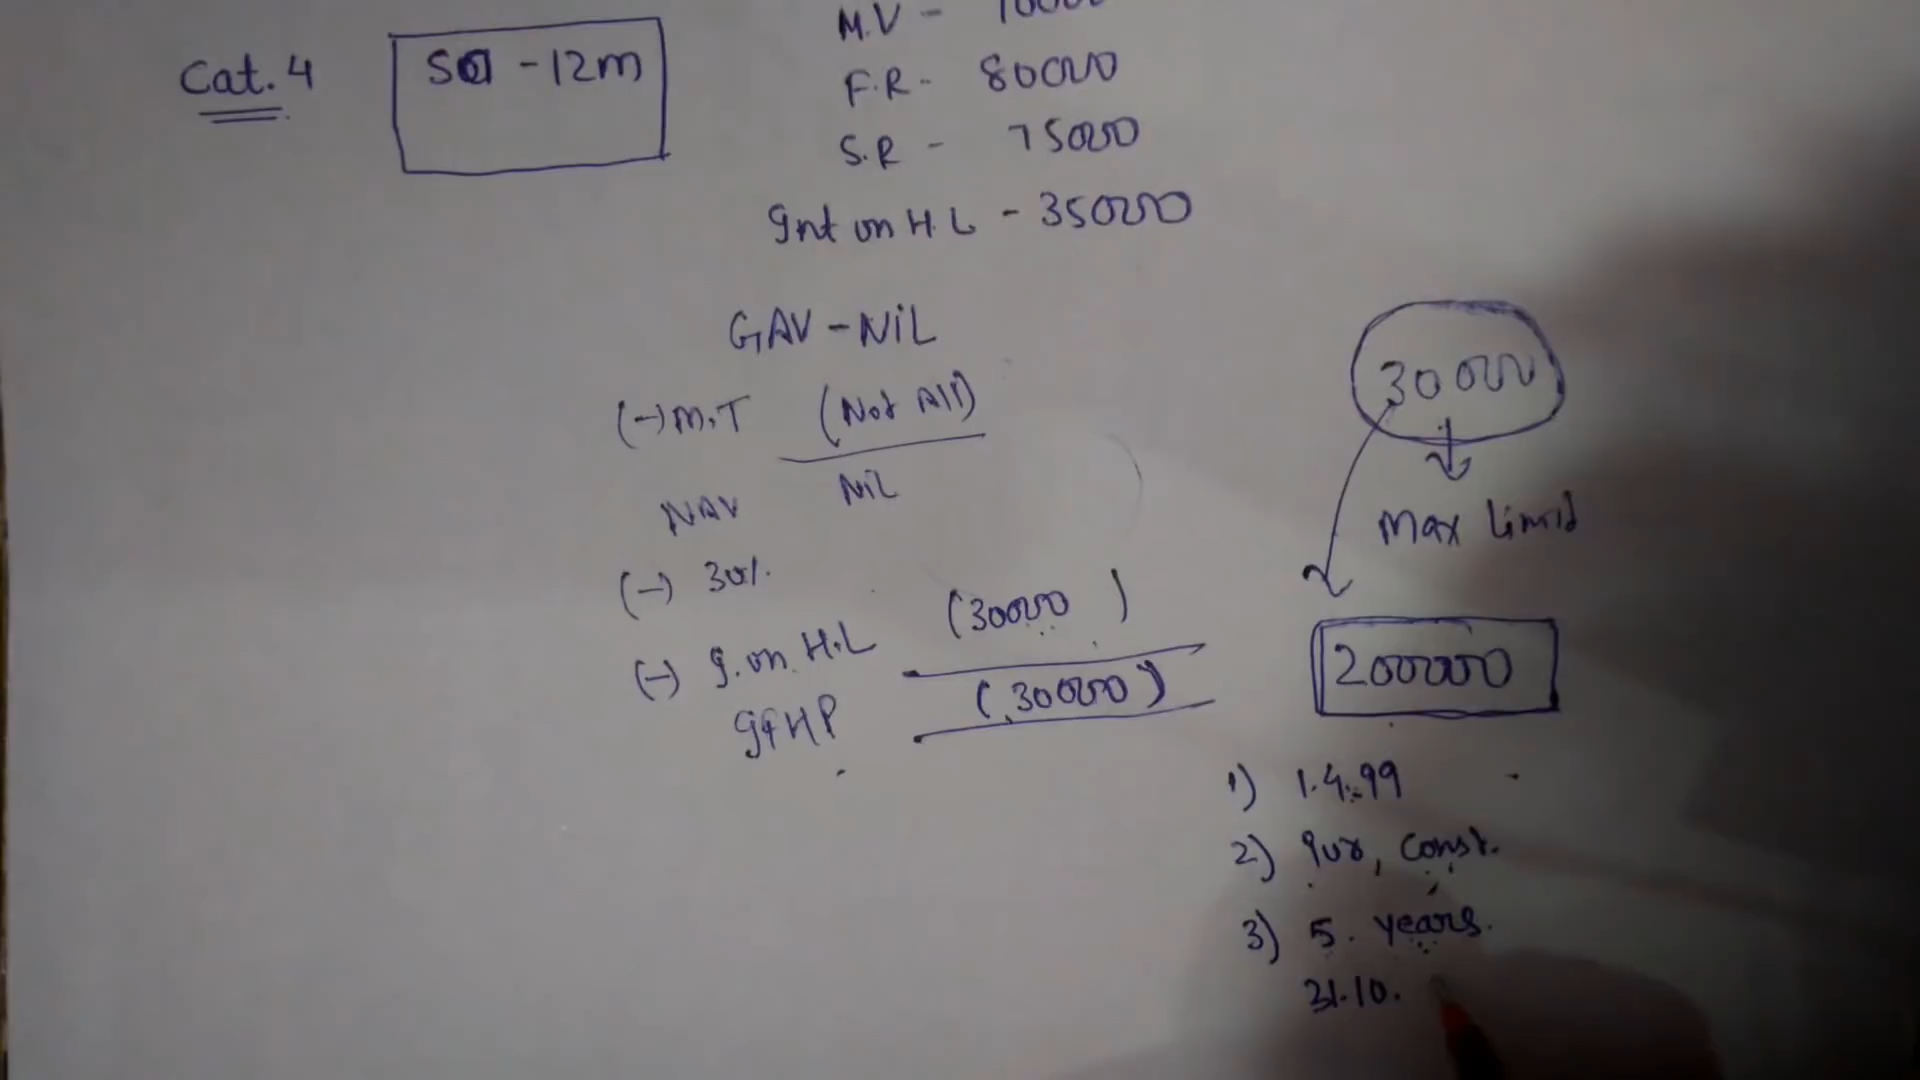 Cat. 4
SO - 12m
M.V -
F.R - 80000
S.R - 75000
Int on H.L - 35000
GAV - NIL
(-) M.T (Not All)
NAV NIL
(-) 30%
(-) I. on H.L (30000)
IFHP (30000)
30000
Max limit
200000
1) 1.4.99
2) Pur, Const.
3) 5. years.
31.10.